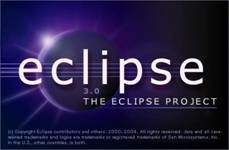 eclipse
3.0
THE ECLIPSE PROJECT
(c) Copyright Eclipse contributors and others, 2000, 2004. All rights reserved. Java and all Java-
related trademarks and logos are trademarks or registered trademarks of Sun Microsystems, Inc.
in the U.S., other countries, or both.